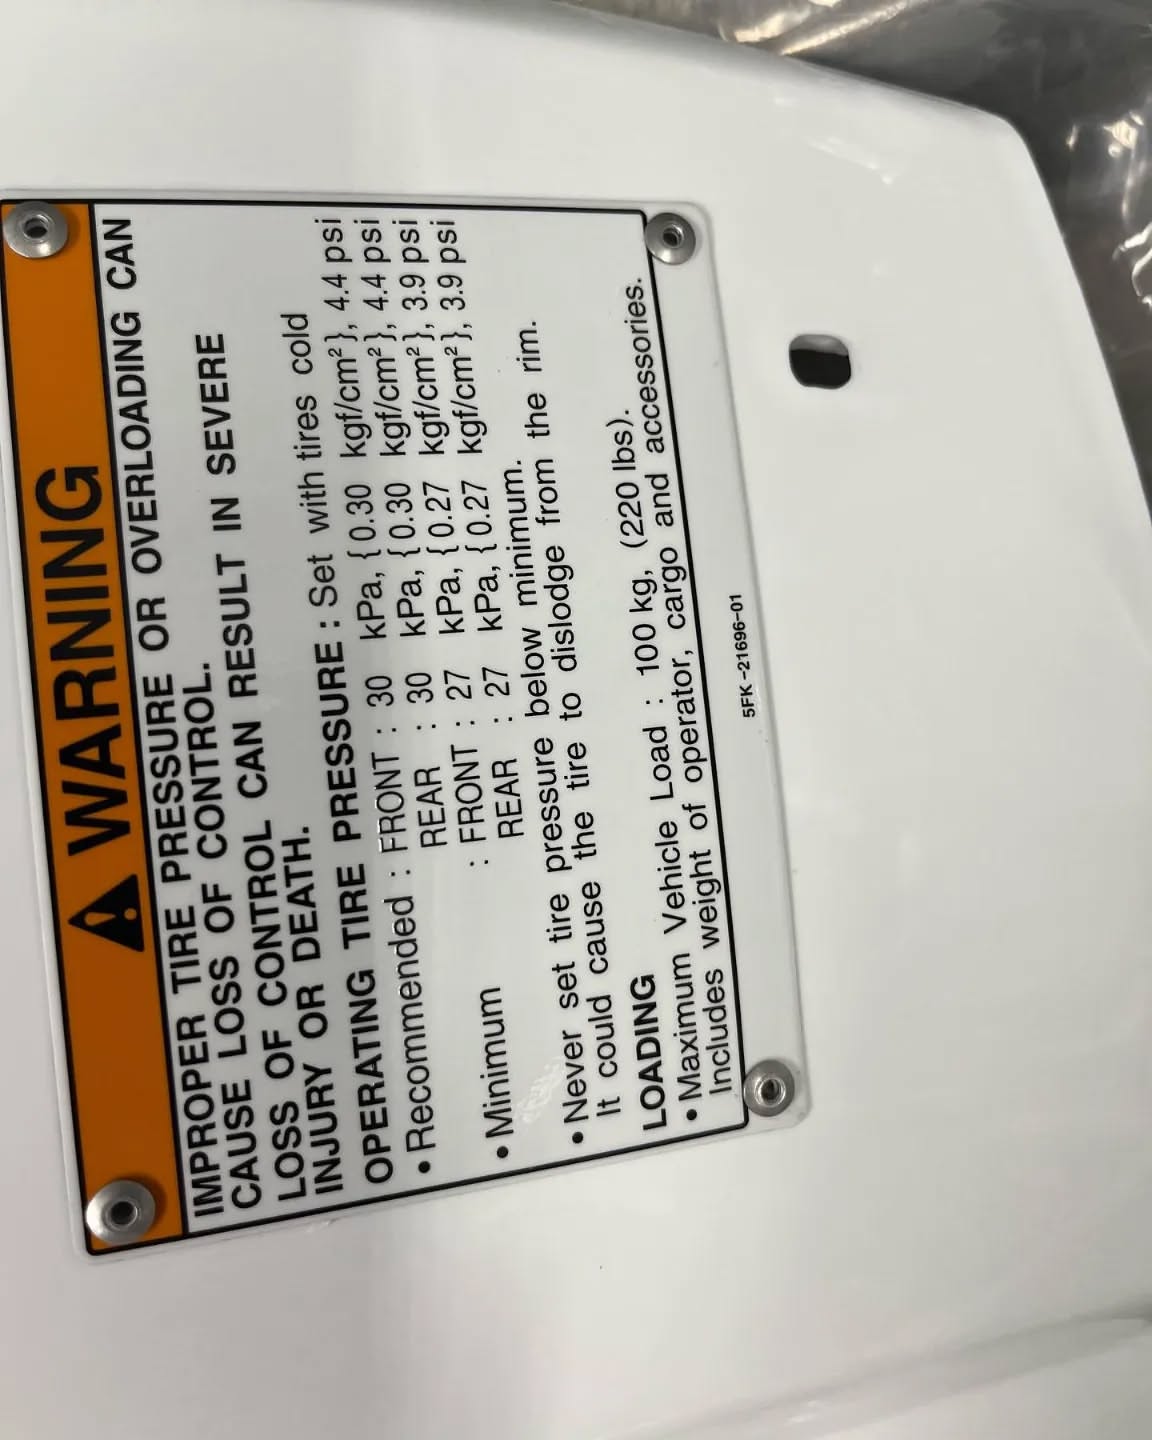 WARNING
IMPROPER TIRE PRESSURE OR OVERLOADING CAN
CAUSE LOSS OF CONTROL.
LOSS OF CONTROL CAN RESULT IN SEVERE
INJURY OR DEATH.
OPERATING TIRE PRESSURE : Set with tires cold
• Recommended : FRONT : 30 kPa, { 0.30 kgf/cm² }, 4.4 psi
REAR : 30 kPa, { 0.30 kgf/cm² }, 4.4 psi
• Minimum : FRONT : 27 kPa, { 0.27 kgf/cm² }, 3.9 psi
REAR : 27 kPa, { 0.27 kgf/cm² }, 3.9 psi
• Never set tire pressure below minimum.
It could cause the tire to dislodge from the rim.
LOADING
• Maximum Vehicle Load : 100 kg, (220 lbs).
Includes weight of operator, cargo and accessories.
5FK-21696-01